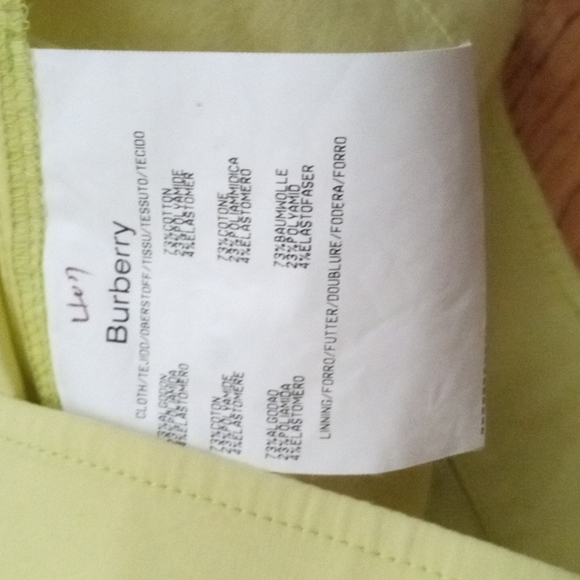 Burberry
CLOTH/TEJIDO/OBERSTOFF/TISSU/TESSUTO/TECIDO
73%COTTON
23%POLYAMIDE
4%ELASTOMER
73%ALGODON
23%POLIAMIDA
4%ELASTOMERO
73%COTONE
23%POLIAMMIDICA
4%ELASTOMERO
73%COTON
23%POLYAMIDE
4%ELASTOMERE
73%BAUMWOLLE
23%POLYAMID
4%ELASTOFASER
73%ALGODAO
23%POLIAMIDA
4%ELASTOMERO
LINNING/FORRO/FUTTER/DOUBLURE/FODERA/FORRO